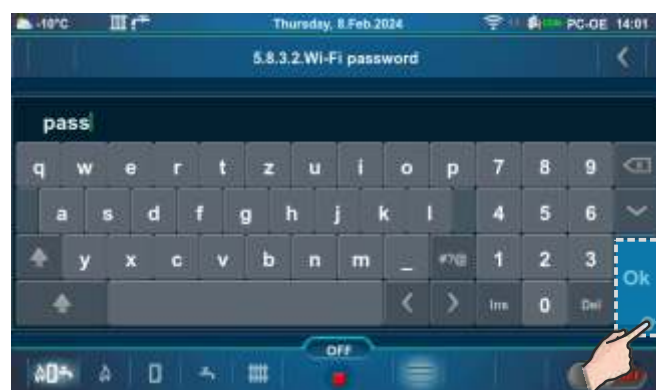 -10°C Thursday, 8.Feb.2024 PC-OE 14:01
5.8.3.2.Wi-Fi password
pass
q w e r t z u i o p 7 8 9
a s d f g h j k l 4 5 6
y x c v b n m _ #?@ 1 2 3 Ok
Ins 0 Del
OFF